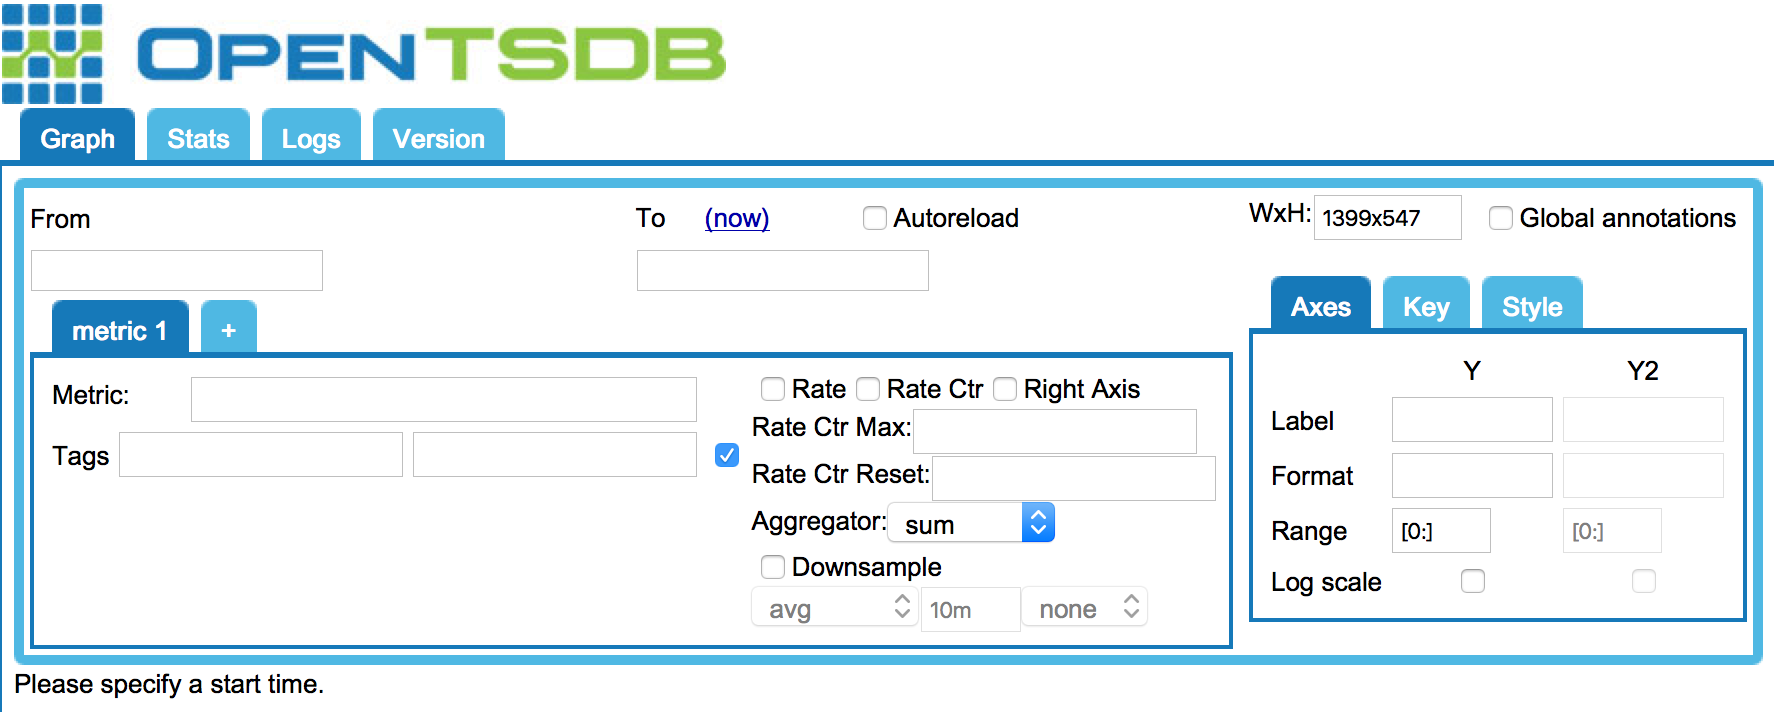 OPENTSDB
Graph Stats Logs Version
From To (now) Autoreload WxH: 1399x547 Global annotations
metric 1 +
Axes Key Style
Metric:
Tags
Rate Rate Ctr Right Axis
Rate Ctr Max:
Rate Ctr Reset:
Aggregator: sum
Downsample
avg 10m none
Y Y2
Label
Format
Range [0:] [0:]
Log scale
Please specify a start time.